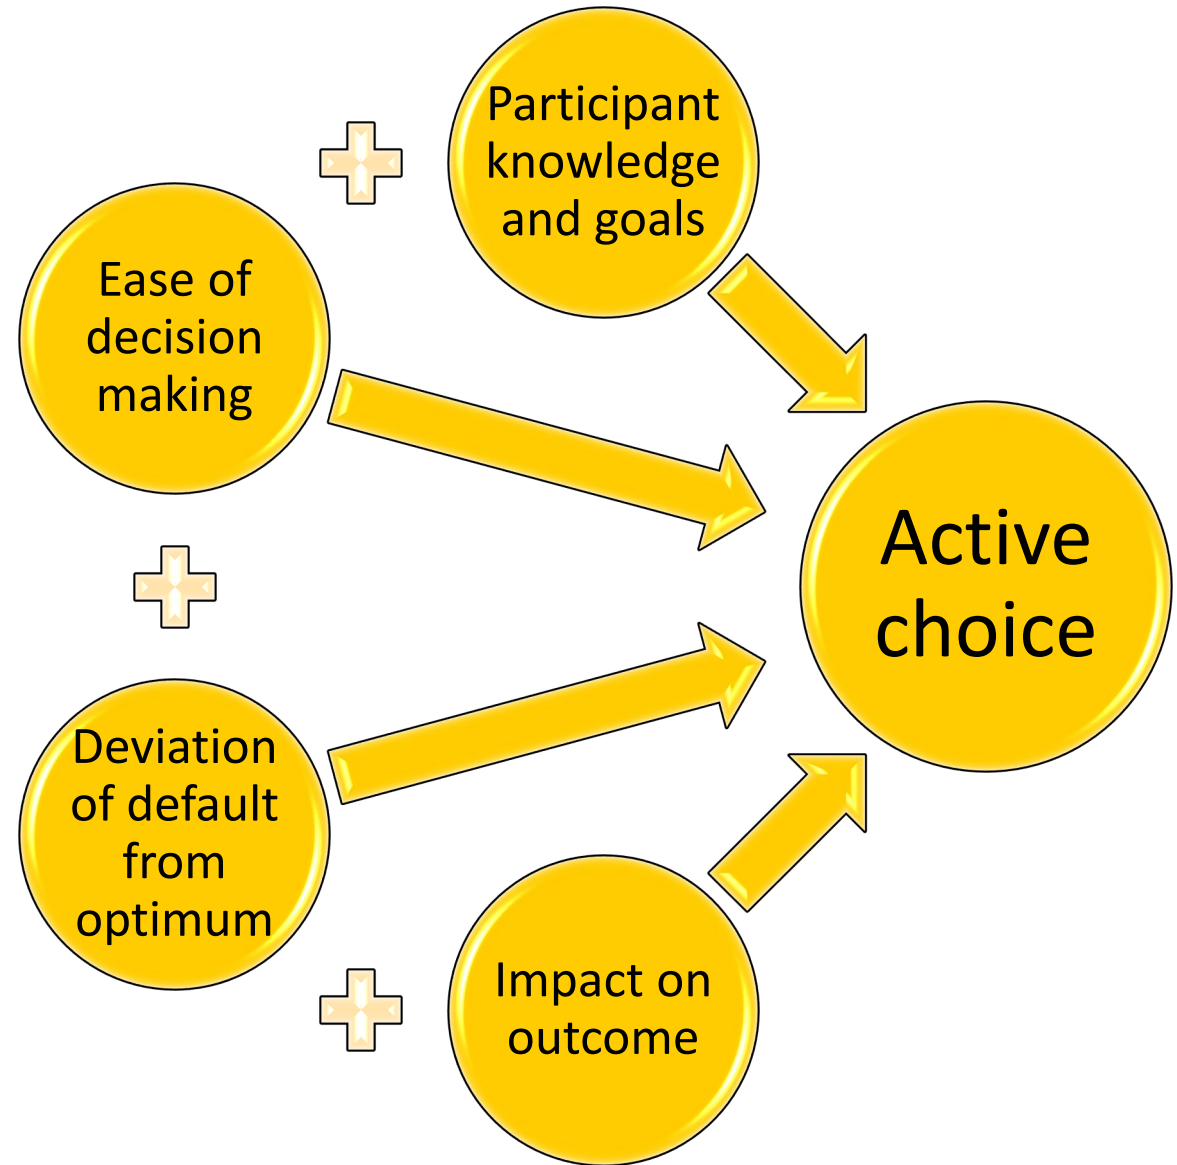 Participant
knowledge
and goals
Ease of
decision
making
Active
choice
Deviation
of default
from
optimum
Impact on
outcome